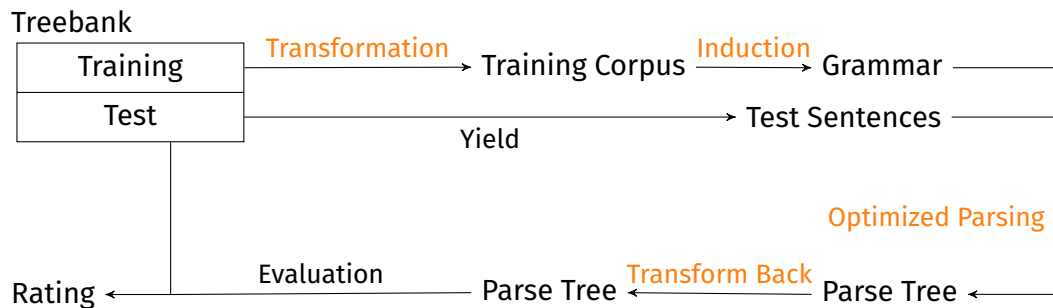 Treebank
Training
Transformation
Training Corpus
Induction
Grammar
Test
Yield
Test Sentences
Optimized Parsing
Rating
Evaluation
Parse Tree
Transform Back
Parse Tree